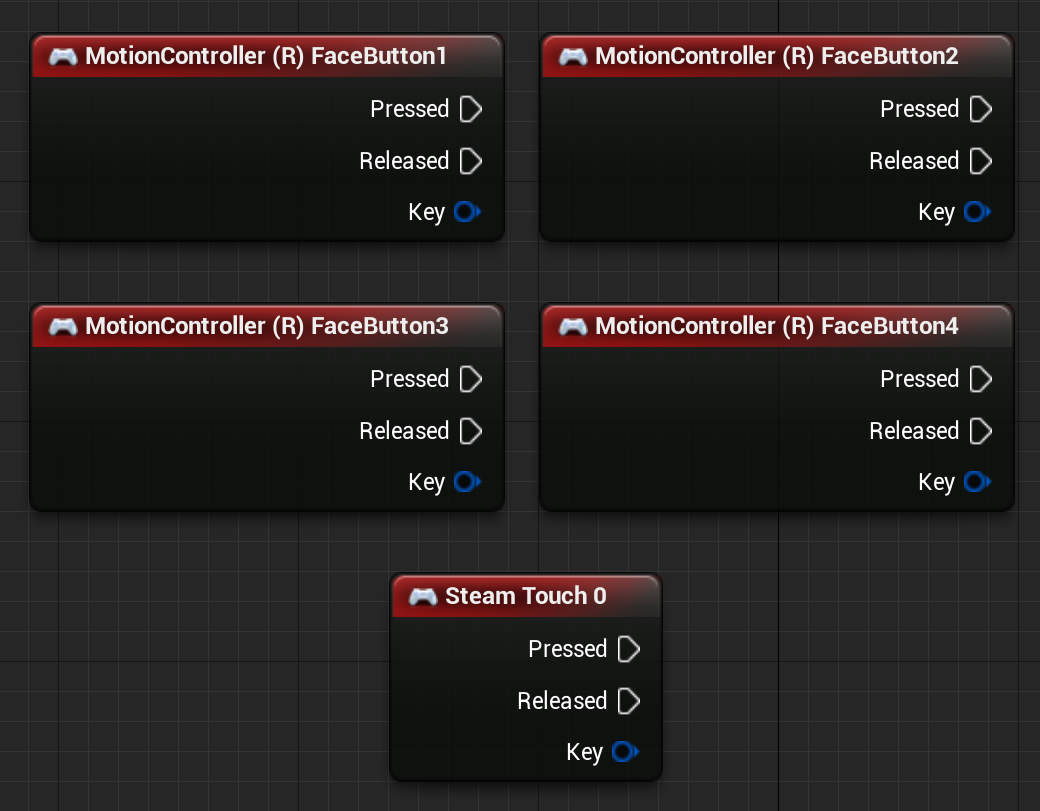 MotionController (R) FaceButton1
Pressed
Released
Key
MotionController (R) FaceButton2
Pressed
Released
Key
MotionController (R) FaceButton3
Pressed
Released
Key
MotionController (R) FaceButton4
Pressed
Released
Key
Steam Touch 0
Pressed
Released
Key